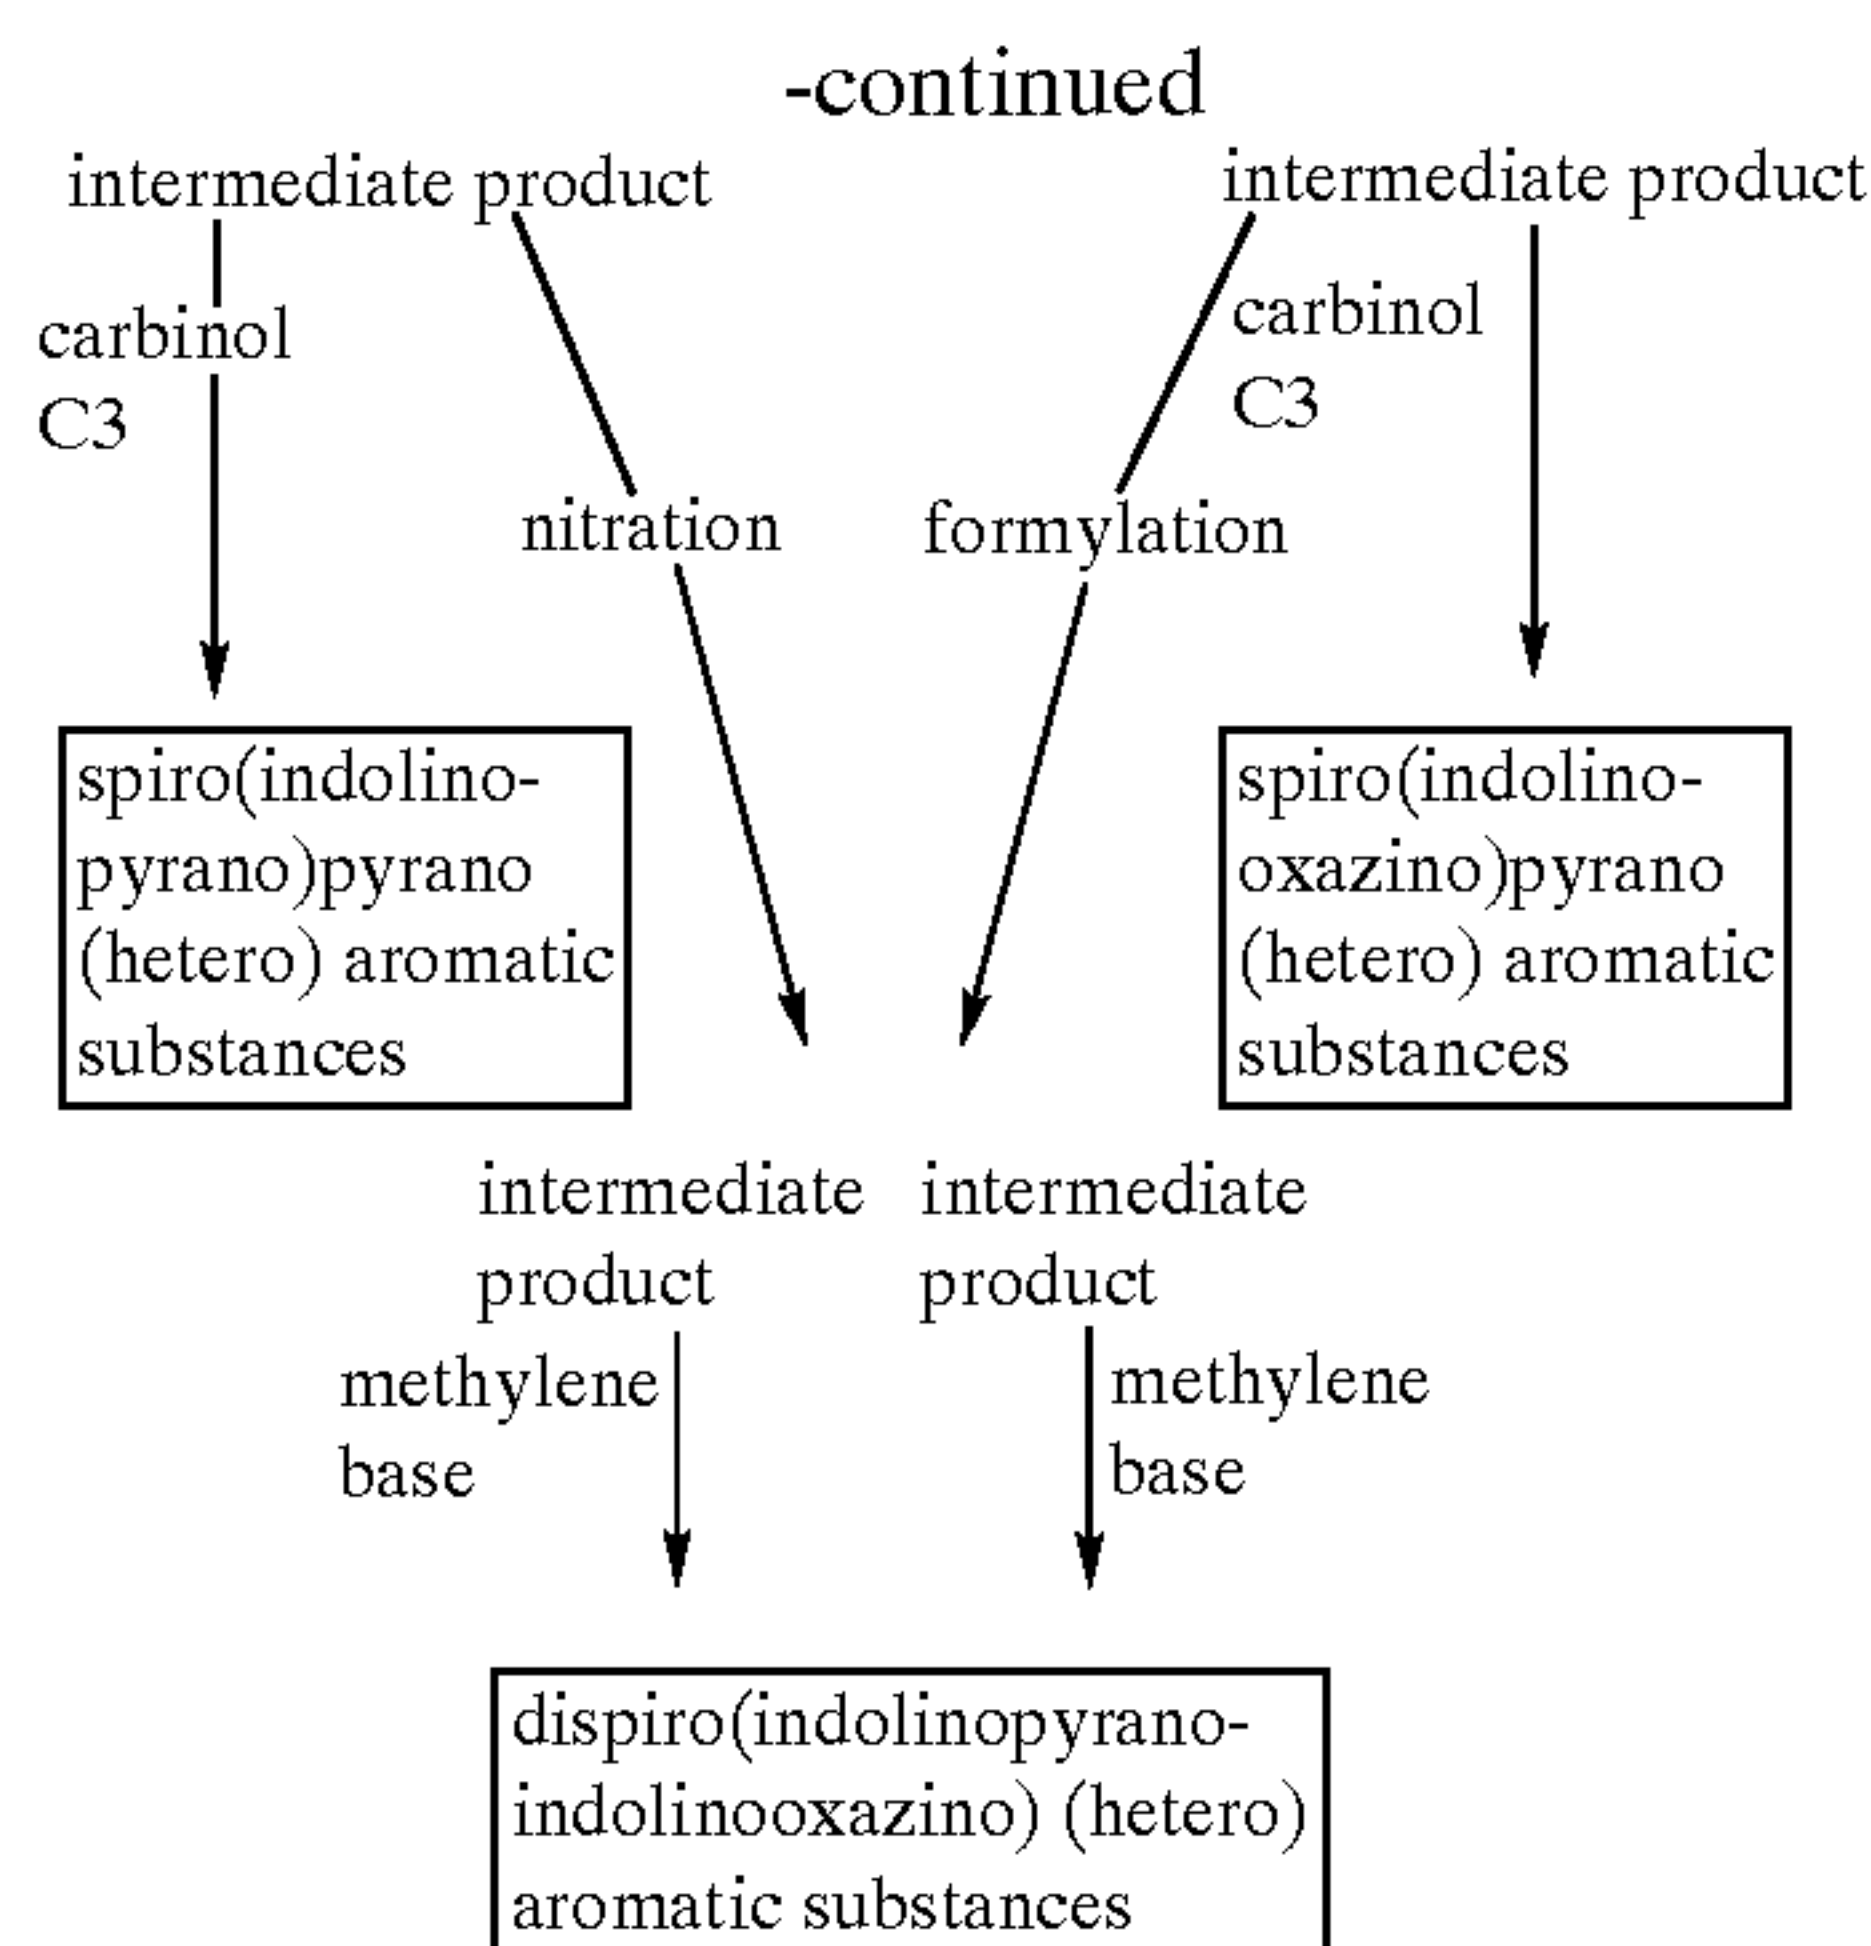 -continued
intermediate product
intermediate product
carbinol
C3
carbinol
C3
nitration
formylation
spiro(indolino-
pyrano)pyrano
(hetero) aromatic
substances
spiro(indolino-
oxazino)pyrano
(hetero) aromatic
substances
intermediate
product
intermediate
product
methylene
base
methylene
base
dispiro(indolinopyrano-
indolinooxazino) (hetero)
aromatic substances